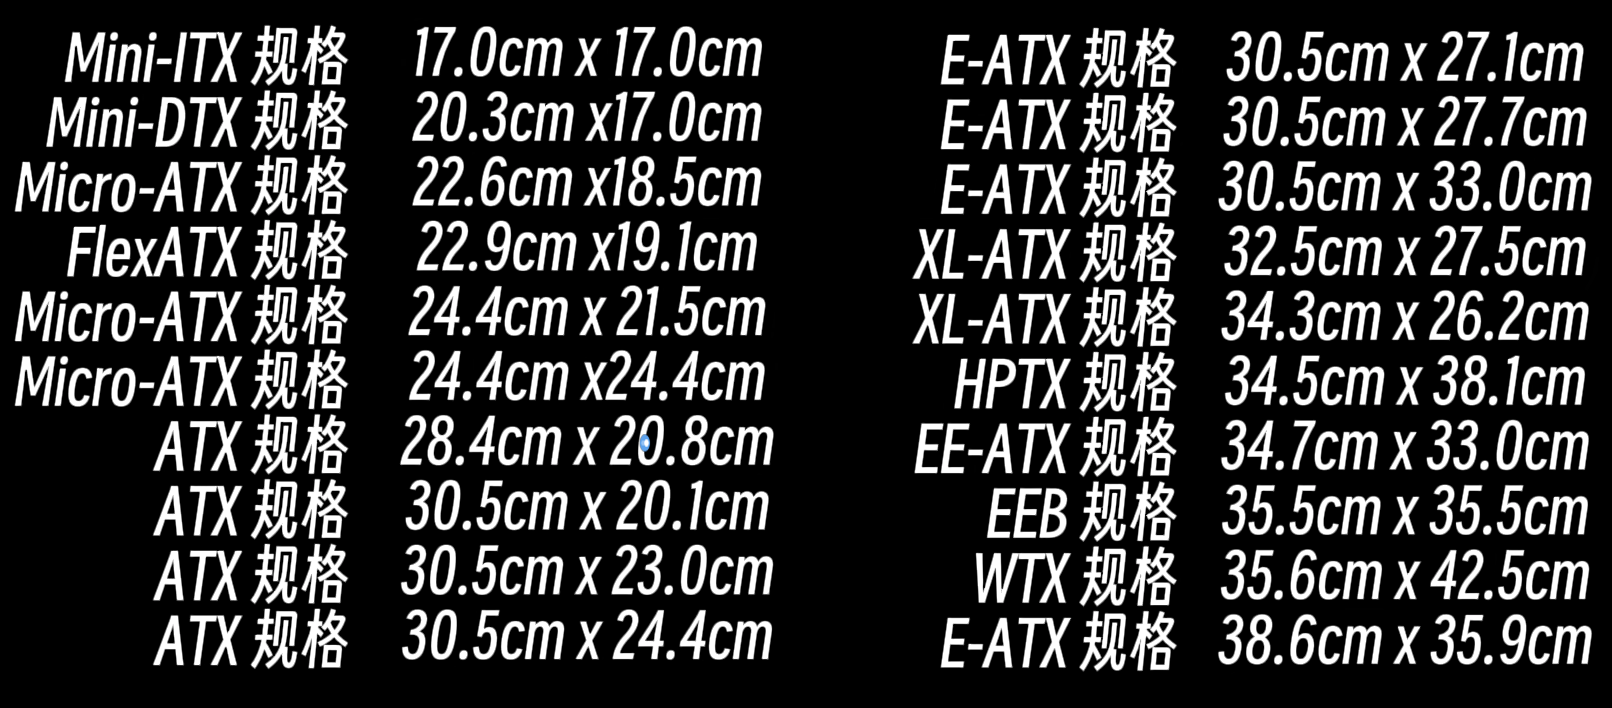 Mini-ITX 规格 17.0cm x 17.0cm
Mini-DTX 规格 20.3cm x17.0cm
Micro-ATX 规格 22.6cm x18.5cm
FlexATX 规格 22.9cm x19.1cm
Micro-ATX 规格 24.4cm x 21.5cm
Micro-ATX 规格 24.4cm x24.4cm
ATX 规格 28.4cm x 20.8cm
ATX 规格 30.5cm x 20.1cm
ATX 规格 30.5cm x 23.0cm
ATX 规格 30.5cm x 24.4cm
E-ATX 规格 30.5cm x 27.1cm
E-ATX 规格 30.5cm x 27.7cm
E-ATX 规格 30.5cm x 33.0cm
XL-ATX 规格 32.5cm x 27.5cm
XL-ATX 规格 34.3cm x 26.2cm
HPTX 规格 34.5cm x 38.1cm
EE-ATX 规格 34.7cm x 33.0cm
EEB 规格 35.5cm x 35.5cm
WTX 规格 35.6cm x 42.5cm
E-ATX 规格 38.6cm x 35.9cm